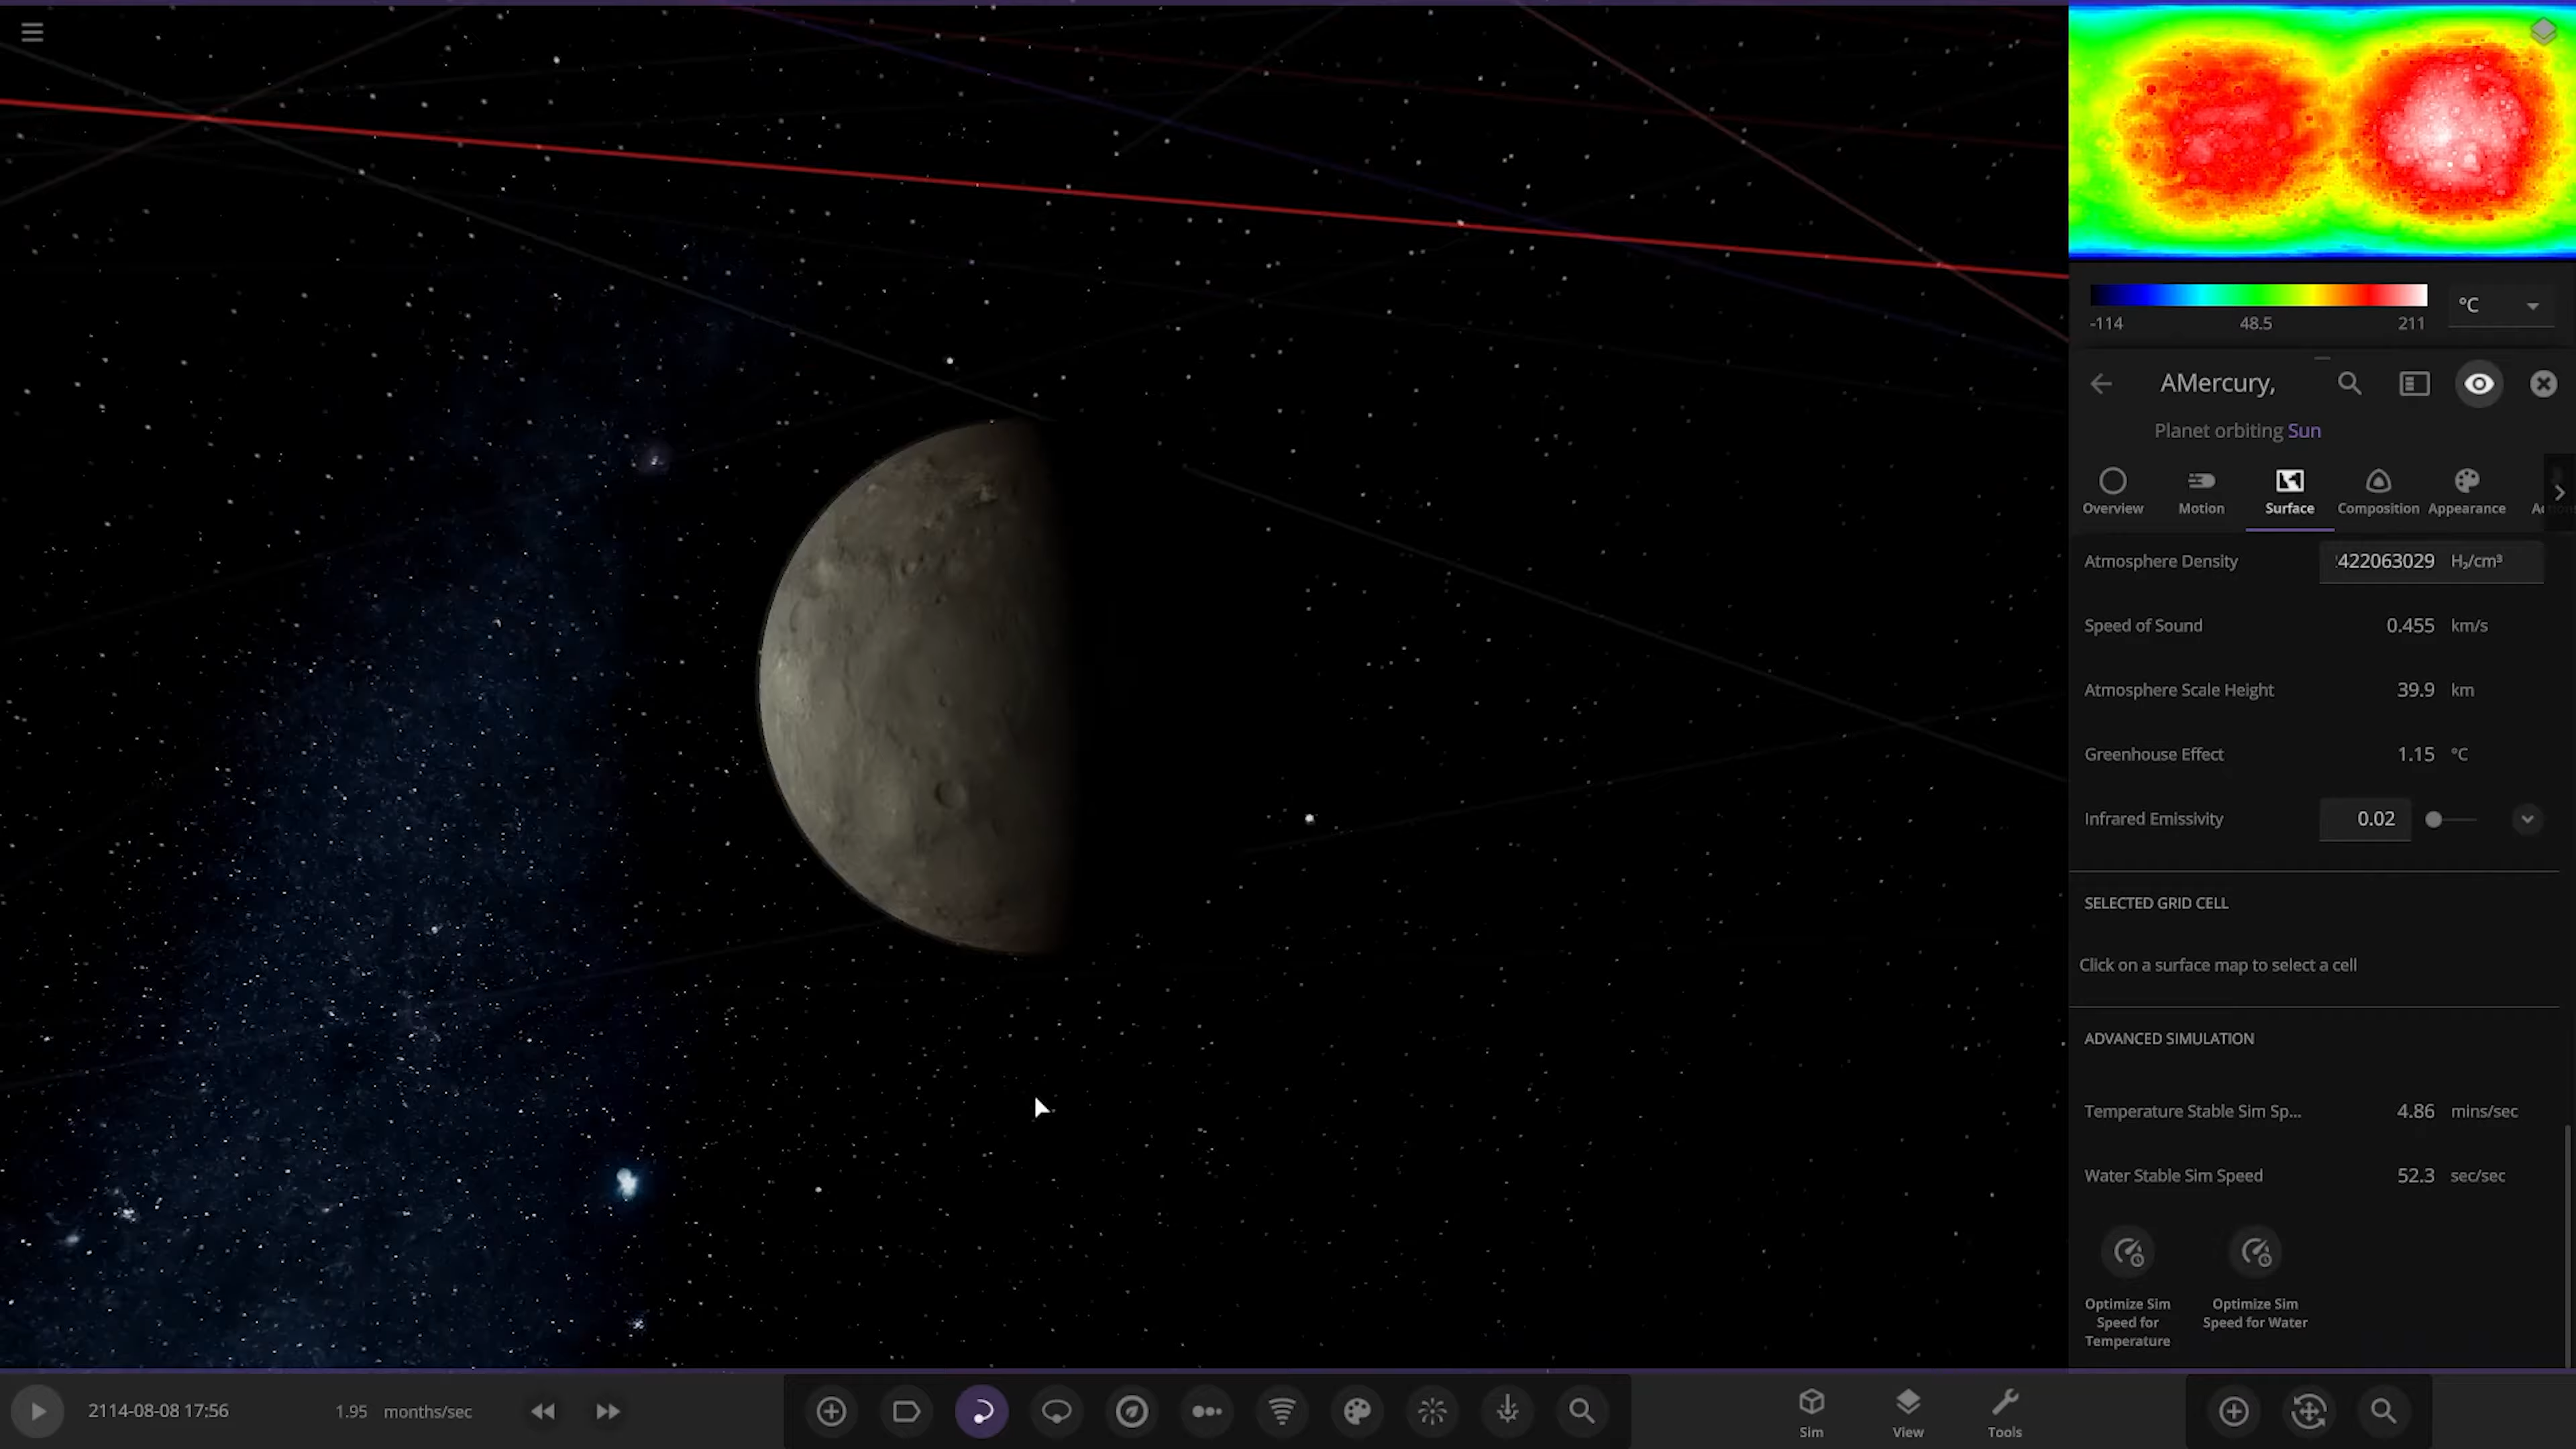 -114 48.5 211 °C
AMercury,
Planet orbiting Sun
Overview Motion Surface Composition Appearance
Atmosphere Density 422063029 H₂/cm³
Speed of Sound 0.455 km/s
Atmosphere Scale Height 39.9 km
Greenhouse Effect 1.15 °C
Infrared Emissivity 0.02
SELECTED GRID CELL
Click on a surface map to select a cell
ADVANCED SIMULATION
Temperature Stable Sim Sp... 4.86 mins/sec
Water Stable Sim Speed 52.3 sec/sec
Optimize Sim
Speed for
Temperature
Optimize Sim
Speed for Water
2114-08-08 17:56 1.95 months/sec
Sim View Tools